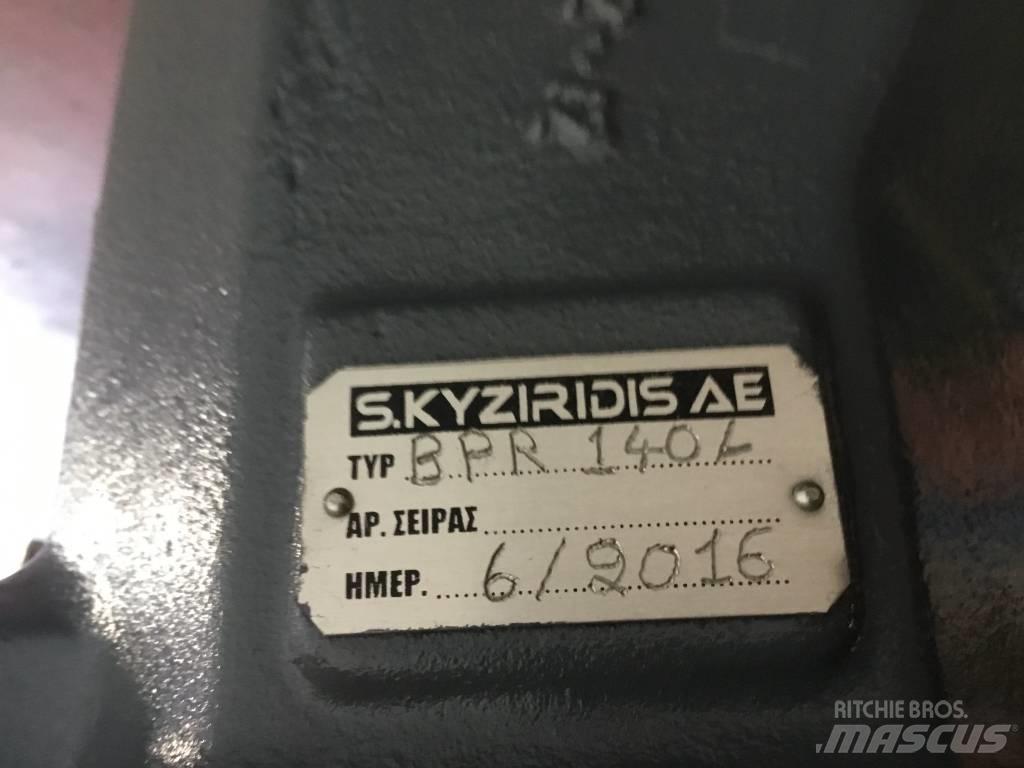 S.KYZIRIDIS AE
TYP BPR 140L
ΑΡ. ΣΕΙΡΑΣ
ΗΜΕΡ. 6/2016
RITCHIE BROS.
MASCUS